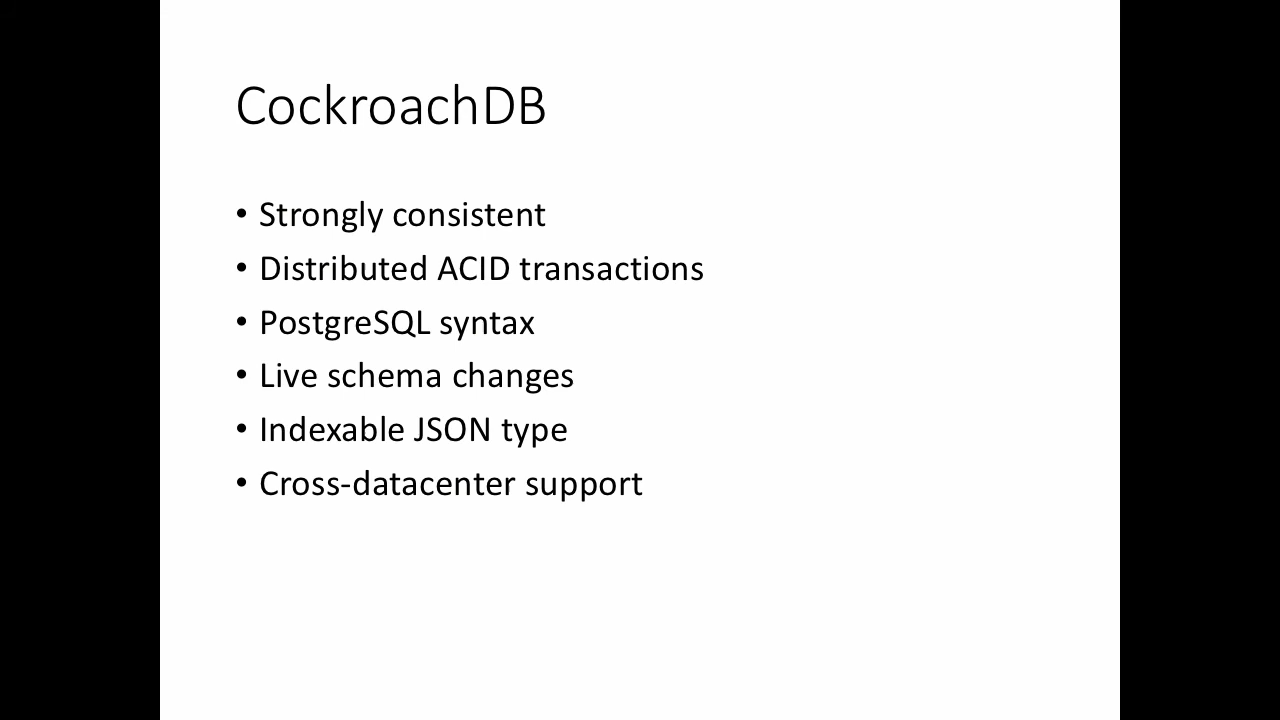 CockroachDB
• Strongly consistent
• Distributed ACID transactions
• PostgreSQL syntax
• Live schema changes
• Indexable JSON type
• Cross-datacenter support